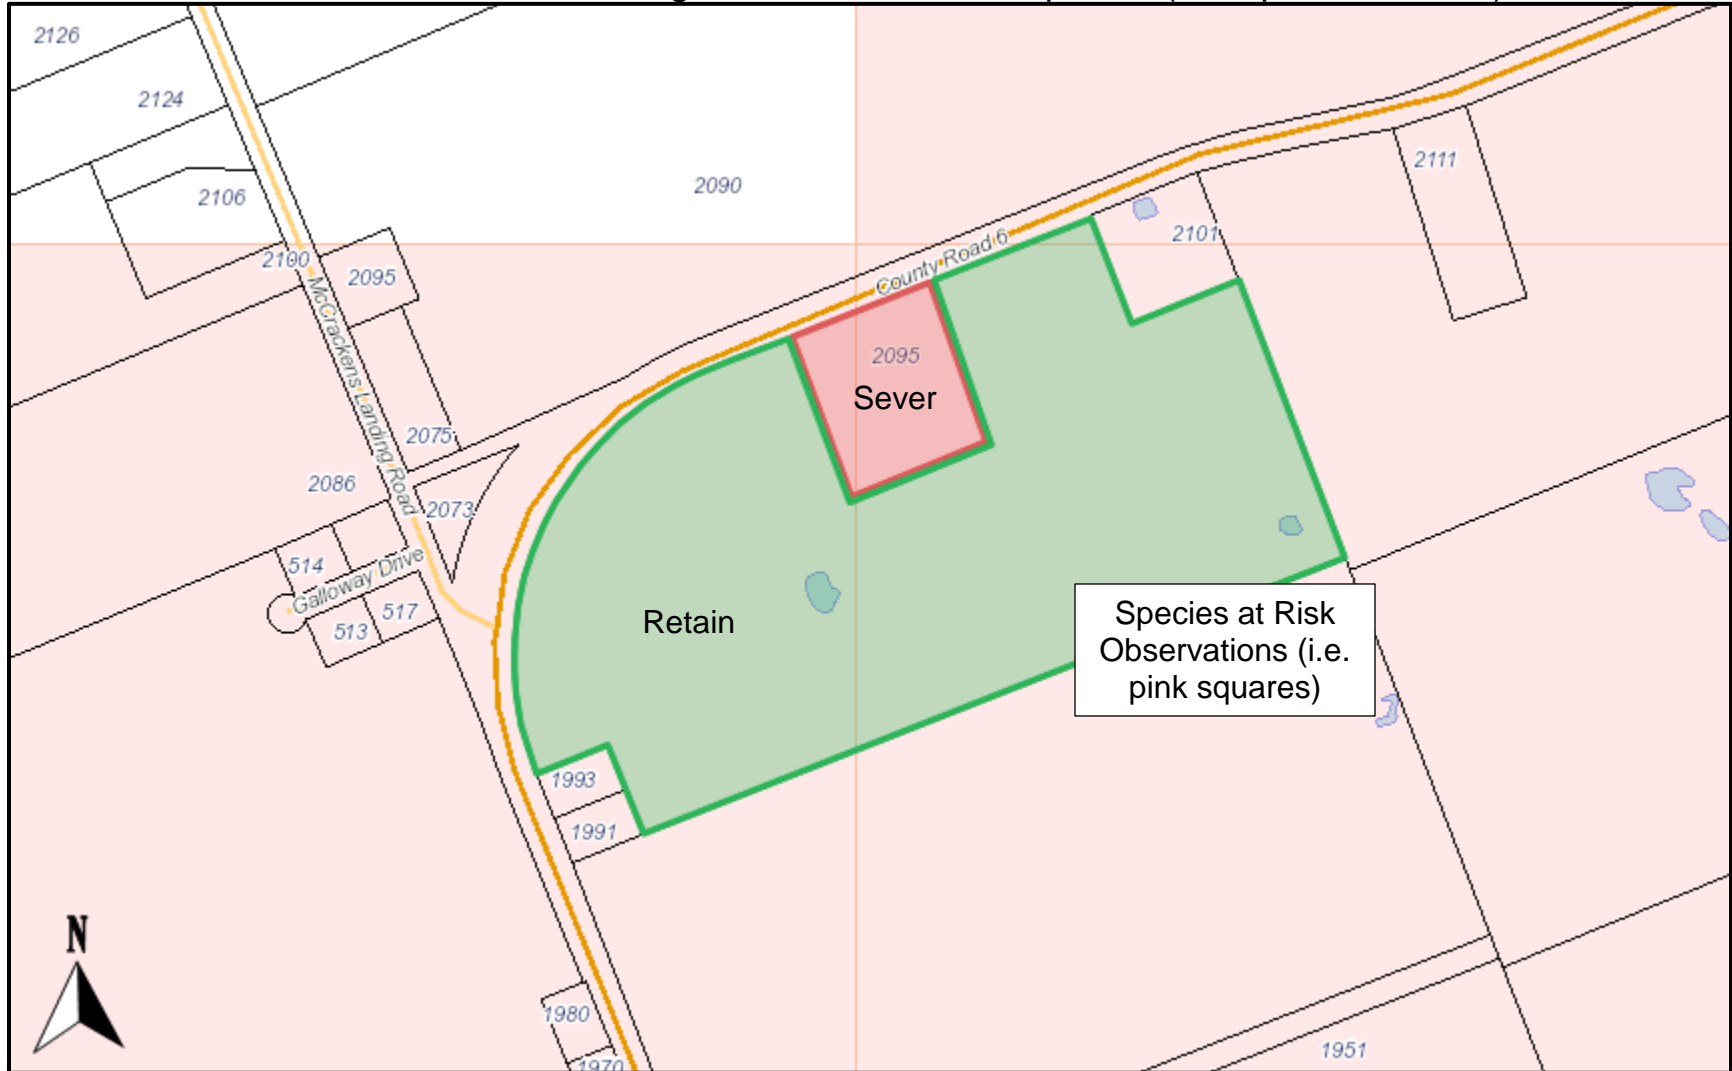 2126
2124
2106
2090
2111
2101
2100
2095
County Road 6
McCrackens Landing Road
2095
Sever
2075
2086
2073
514
Galloway Drive
517
513
Retain
Species at Risk
Observations (i.e.
pink squares)
1993
1991
N
1980
1970
1951